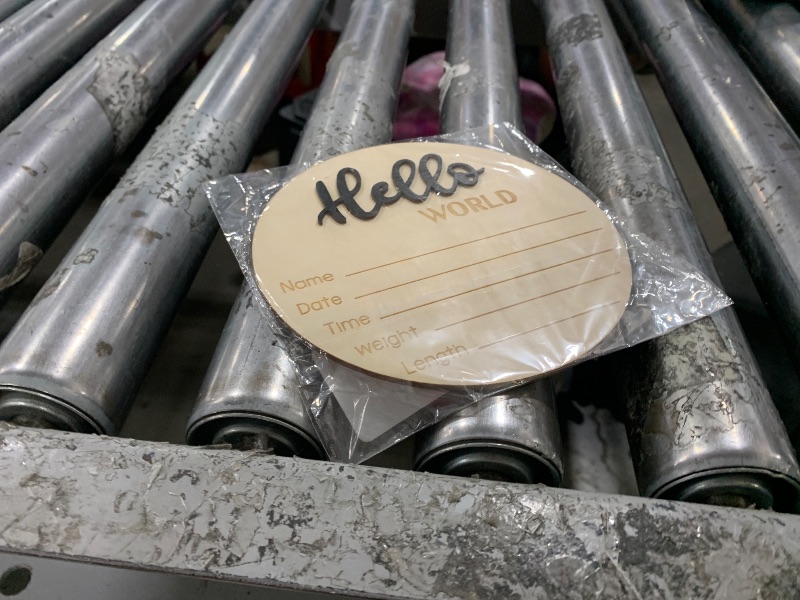 Hello
WORLD
Name
Date
Time
Weight
Length